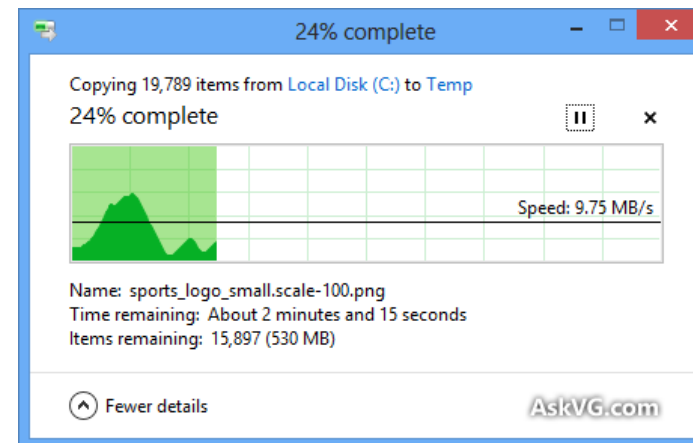 24% complete
Copying 19,789 items from Local Disk (C:) to Temp
24% complete
Speed: 9.75 MB/s
Name: sports_logo_small.scale-100.png
Time remaining: About 2 minutes and 15 seconds
Items remaining: 15,897 (530 MB)
Fewer details
AskVG.com